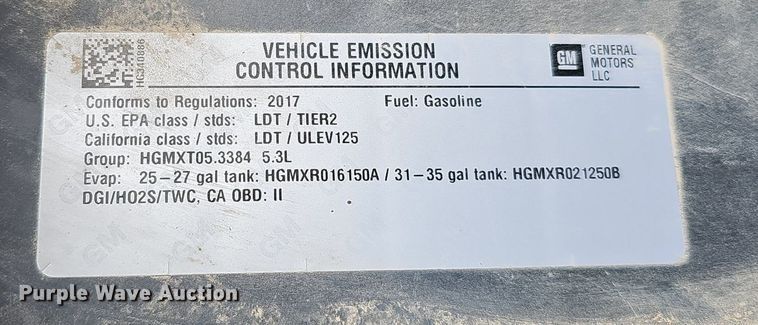 VEHICLE EMISSION
CONTROL INFORMATION
GM
GENERAL
MOTORS
LLC
Conforms to Regulations: 2017 Fuel: Gasoline
U.S. EPA class / stds: LDT / TIER2
California class / stds: LDT / ULEV125
Group: HGMXT05.3384 5.3L
Evap: 25-27 gal tank: HGMXR016150A / 31-35 gal tank: HGMXR021250B
DGI/HO2S/TWC, CA OBD: II
Purple Wave Auction